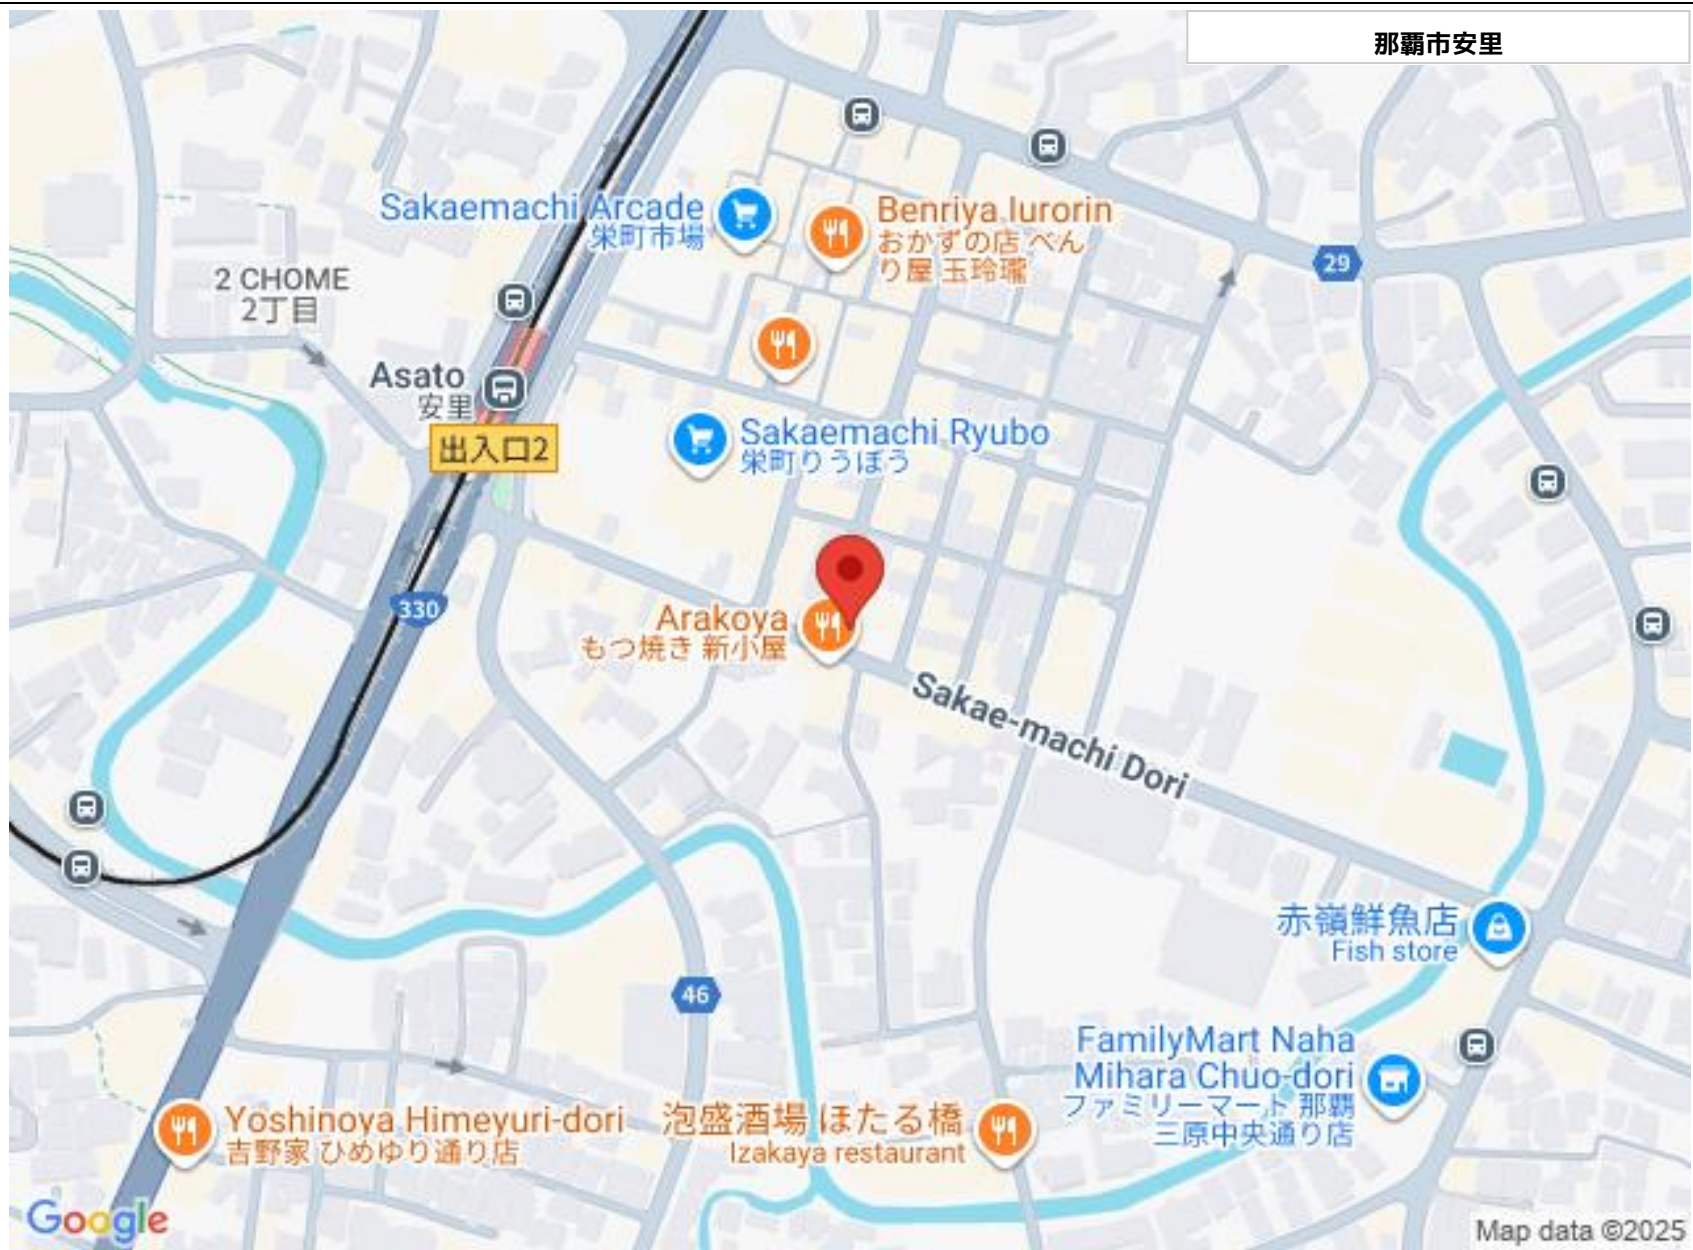 那覇市安里
Sakaemachi Arcade
栄町市場
Benriya Iurorin
おかずの店 べん
り屋 玉玲瓏
29
2 CHOME
2丁目
Asato
安里
出入口2
Sakaemachi Ryubo
栄町りうぼう
330
Arakoya
もつ焼き 新小屋
Sakae-machi Dori
赤嶺鮮魚店
Fish store
46
FamilyMart Naha
Mihara Chuo-dori
ファミリーマート 那覇
三原中央通り店
Yoshinoya Himeyuri-dori
吉野家 ひめゆり通り店
泡盛酒場 ほたる橋
Izakaya restaurant
Google
Map data ©2025